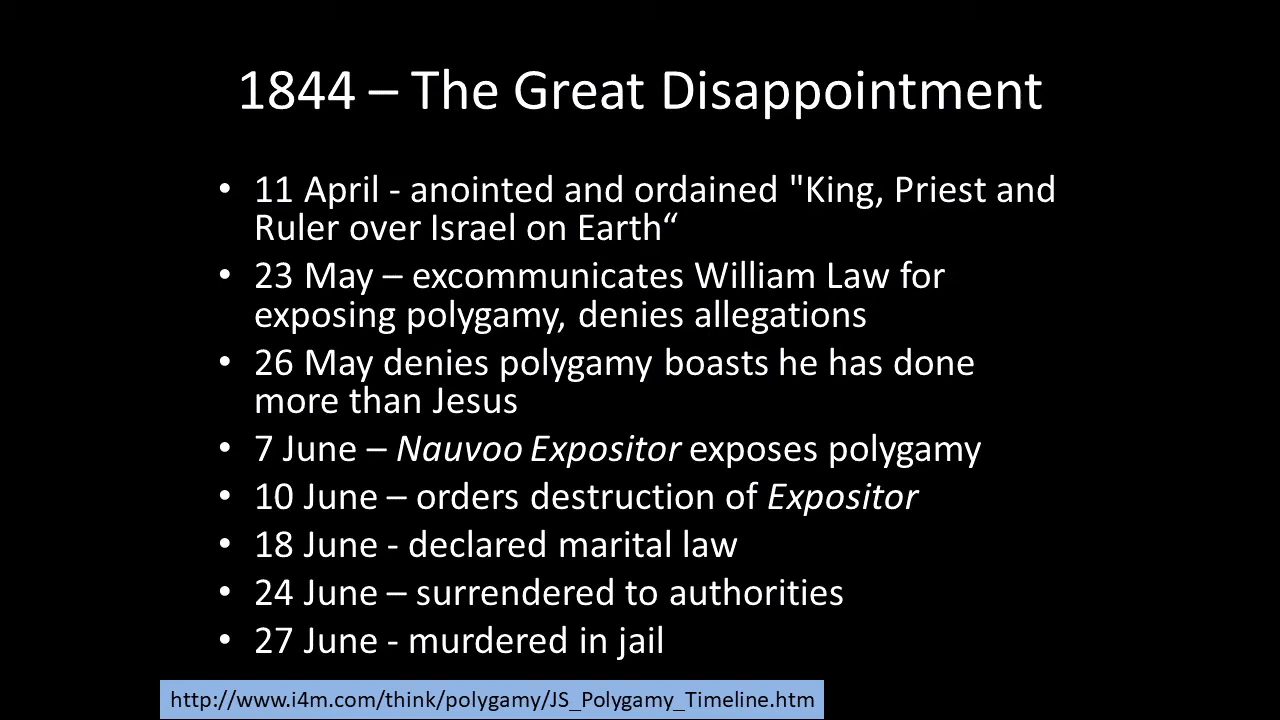 1844 – The Great Disappointment
• 11 April - anointed and ordained "King, Priest and
Ruler over Israel on Earth“
• 23 May – excommunicates William Law for
exposing polygamy, denies allegations
• 26 May denies polygamy boasts he has done
more than Jesus
• 7 June – Nauvoo Expositor exposes polygamy
• 10 June – orders destruction of Expositor
• 18 June - declared marital law
• 24 June – surrendered to authorities
• 27 June - murdered in jail
http://www.i4m.com/think/polygamy/JS_Polygamy_Timeline.htm